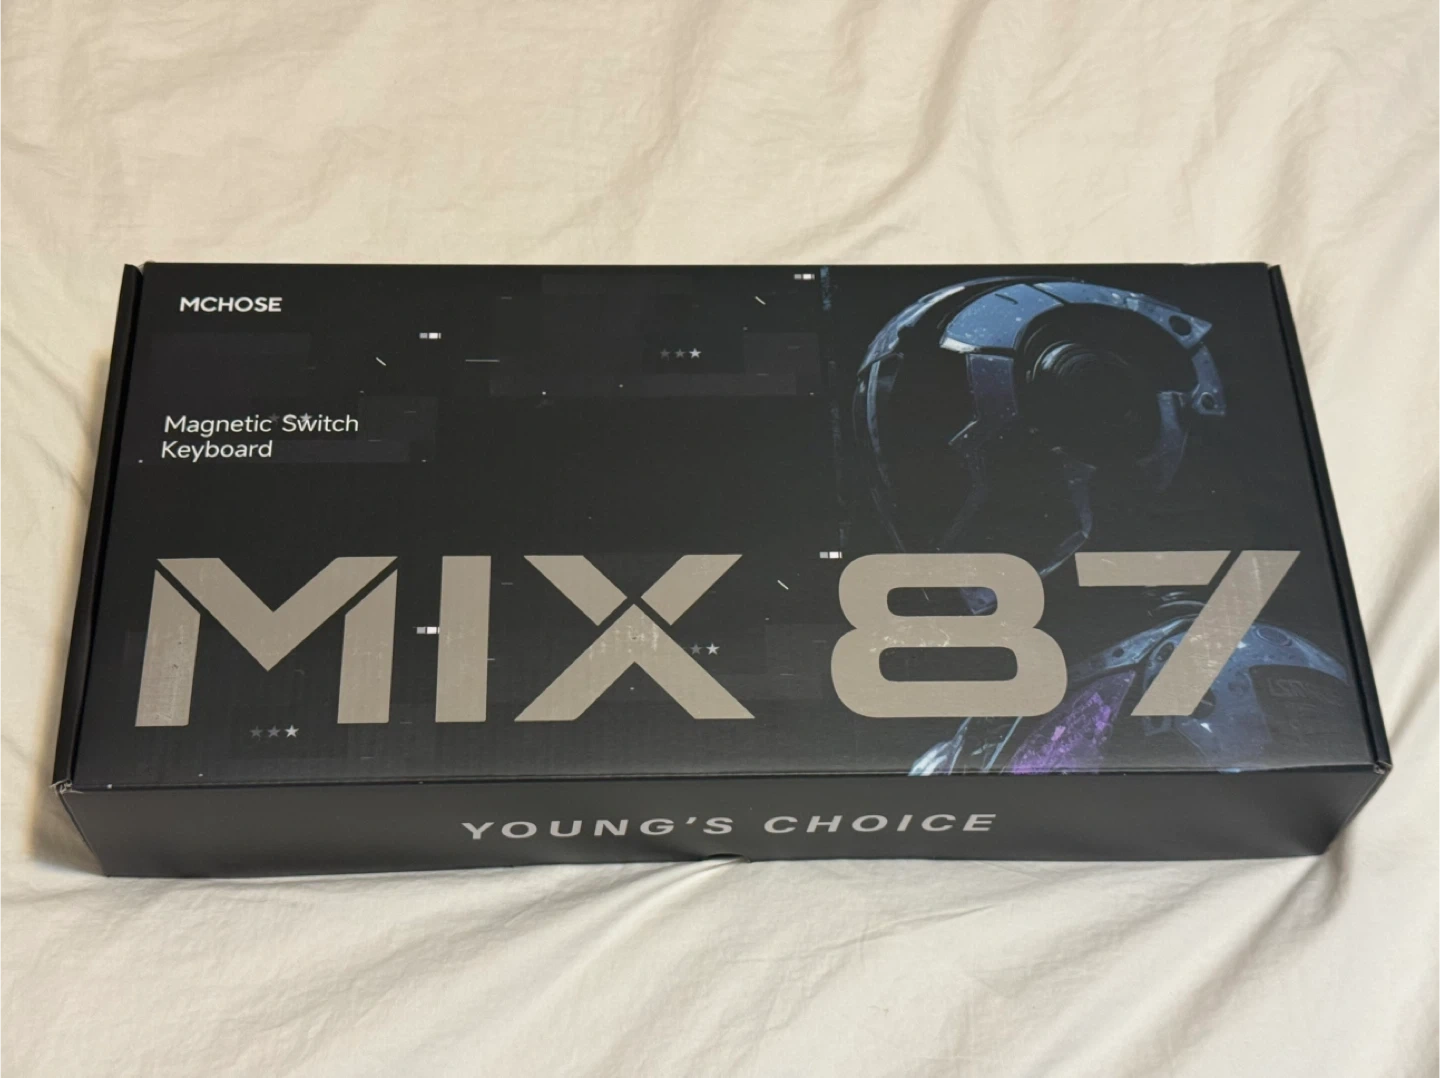 MCHOSE
Magnetic Switch
Keyboard
MIX 87
YOUNG'S CHOICE